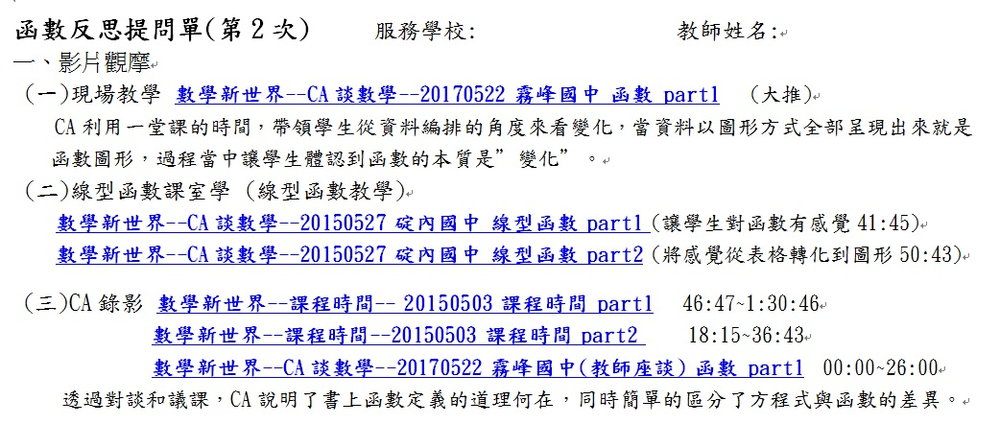 函數反思提問單(第2次) 服務學校: 教師姓名:
一、影片觀摩
(一)現場教學 數學新世界--CA談數學--20170522 霧峰國中 函數 part1 (大推)
CA利用一堂課的時間，帶領學生從資料編排的角度來看變化，當資料以圖形方式全部呈現出來就是
函數圖形，過程當中讓學生體認到函數的本質是”變化”。
(二)線型函數課室學 (線型函數教學)
數學新世界--CA談數學--20150527 碇內國中 線型函數 part1 (讓學生對函數有感覺 41:45)
數學新世界--CA談數學--20150527 碇內國中 線型函數 part2 (將感覺從表格轉化到圖形 50:43)
(三)CA錄影 數學新世界--課程時間-- 20150503 課程時間 part1 46:47~1:30:46
數學新世界--課程時間--20150503 課程時間 part2 18:15~36:43
數學新世界--CA談數學--20170522 霧峰國中(教師座談) 函數 part1 00:00~26:00
透過對談和議課，CA說明了書上函數定義的道理何在，同時簡單的區分了方程式與函數的差異。